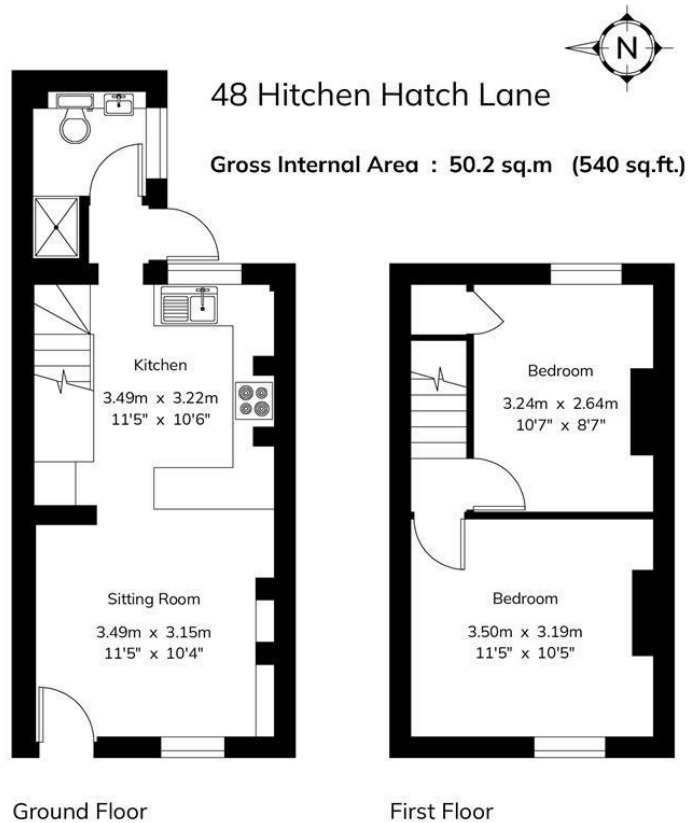 N
48 Hitchen Hatch Lane
Gross Internal Area : 50.2 sq.m (540 sq.ft.)
Kitchen
3.49m x 3.22m
11'5" x 10'6"
Sitting Room
3.49m x 3.15m
11'5" x 10'4"
Ground Floor
Bedroom
3.24m x 2.64m
10'7" x 8'7"
Bedroom
3.50m x 3.19m
11'5" x 10'5"
First Floor